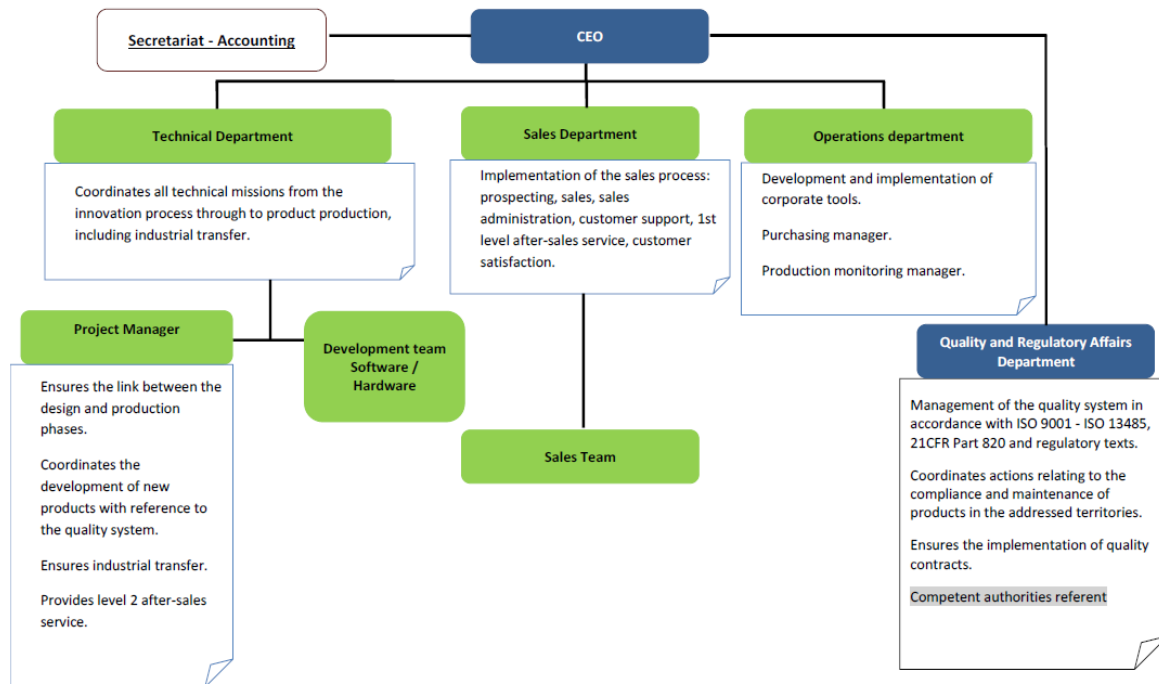 Secretariat - Accounting
CEO
Technical Department
Coordinates all technical missions from the
innovation process through to product production,
including industrial transfer.
Sales Department
Implementation of the sales process:
prospecting, sales, sales
administration, customer support, 1st
level after-sales service, customer
satisfaction.
Operations department
Development and implementation of
corporate tools.
Purchasing manager.
Production monitoring manager.
Project Manager
Ensures the link between the
design and production
phases.
Coordinates the
development of new
products with reference to
the quality system.
Ensures industrial transfer.
Provides level 2 after-sales
service.
Development team
Software /
Hardware
Sales Team
Quality and Regulatory Affairs
Department
Management of the quality system in
accordance with ISO 9001 - ISO 13485,
21CFR Part 820 and regulatory texts.
Coordinates actions relating to the
compliance and maintenance of
products in the addressed territories.
Ensures the implementation of quality
contracts.
Competent authorities referent